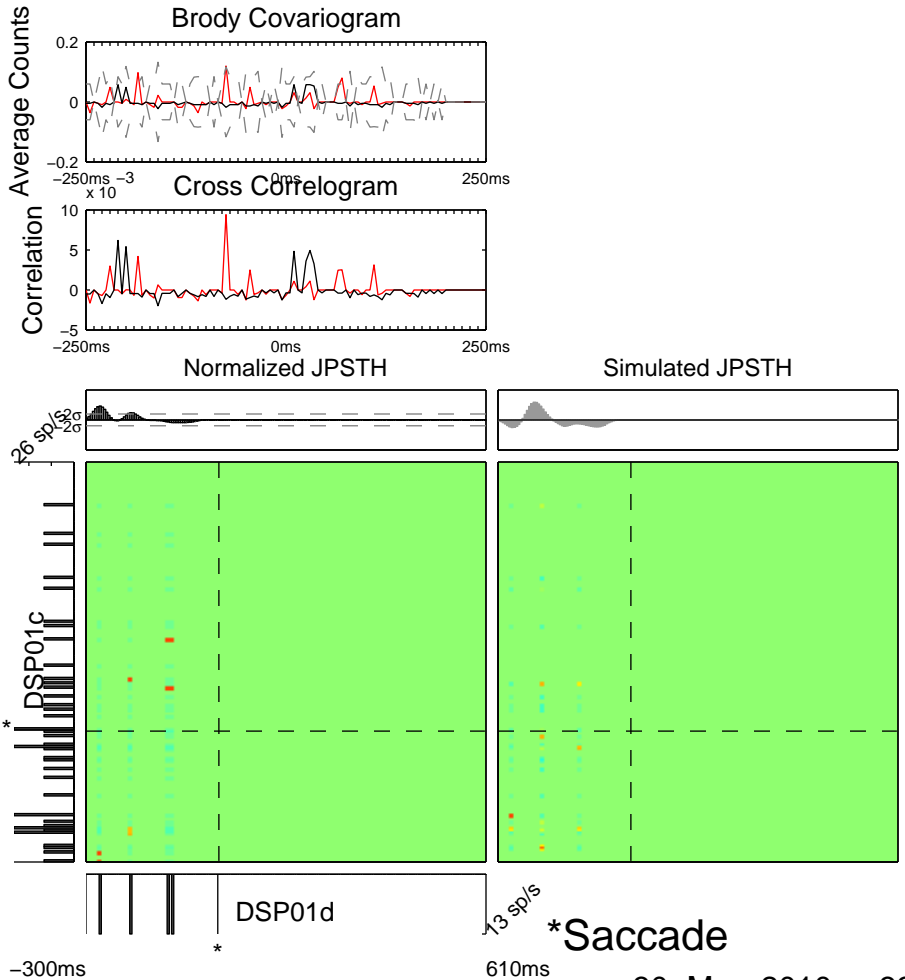 Brody Covariogram
Average Counts
0.2
0
−0.2
−250ms
0ms
250ms
x 10
−3
Cross Correlogram
Correlation
10
5
0
−5
−250ms
0ms
250ms
Normalized JPSTH
Simulated JPSTH
26 sp/s
2σ
−2σ
DSP01c
*
DSP01d
13 sp/s
*
*Saccade
−300ms
610ms